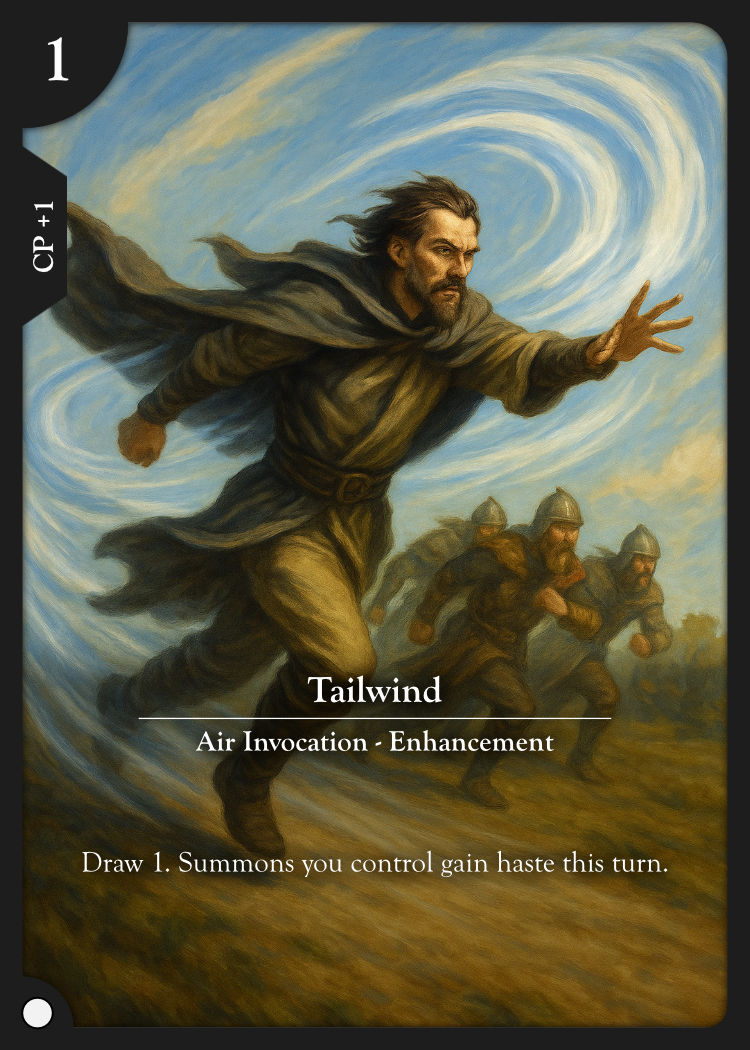 1
CP +1
Tailwind
Air Invocation - Enhancement
Draw 1. Summons you control gain haste this turn.